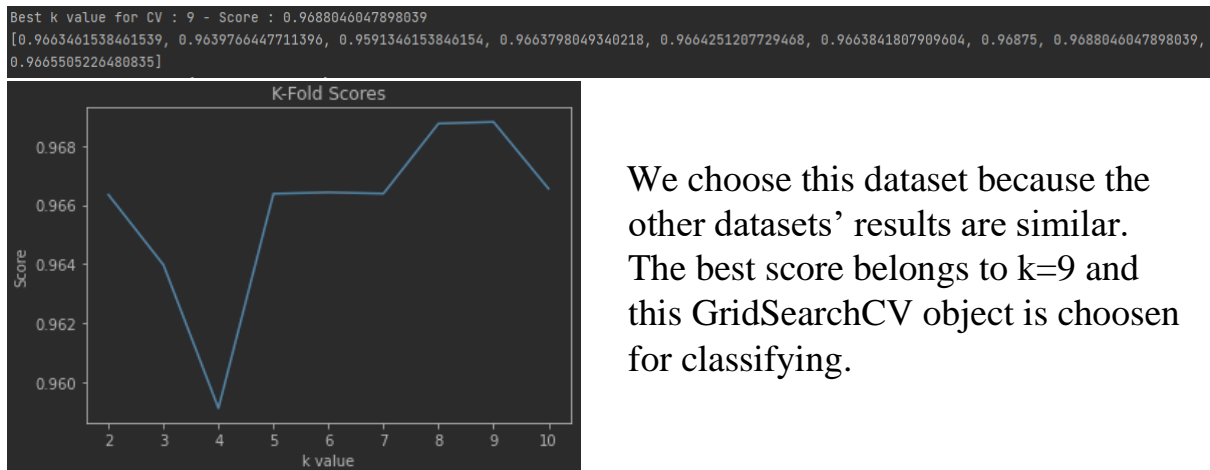 Best k value for CV : 9 - Score : 0.9688046047898039
[0.9663461538461539, 0.9639766447711396, 0.9591346153846154, 0.9663798049340218, 0.9664251207729468, 0.9663841807909604, 0.96875, 0.9688046047898039,
0.9665505226480835]
K-Fold Scores
0.968
0.966
0.964
0.962
0.960
Score
2 3 4 5 6 7 8 9 10
k value
We choose this dataset because the
other datasets’ results are similar.
The best score belongs to k=9 and
this GridSearchCV object is choosen
for classifying.